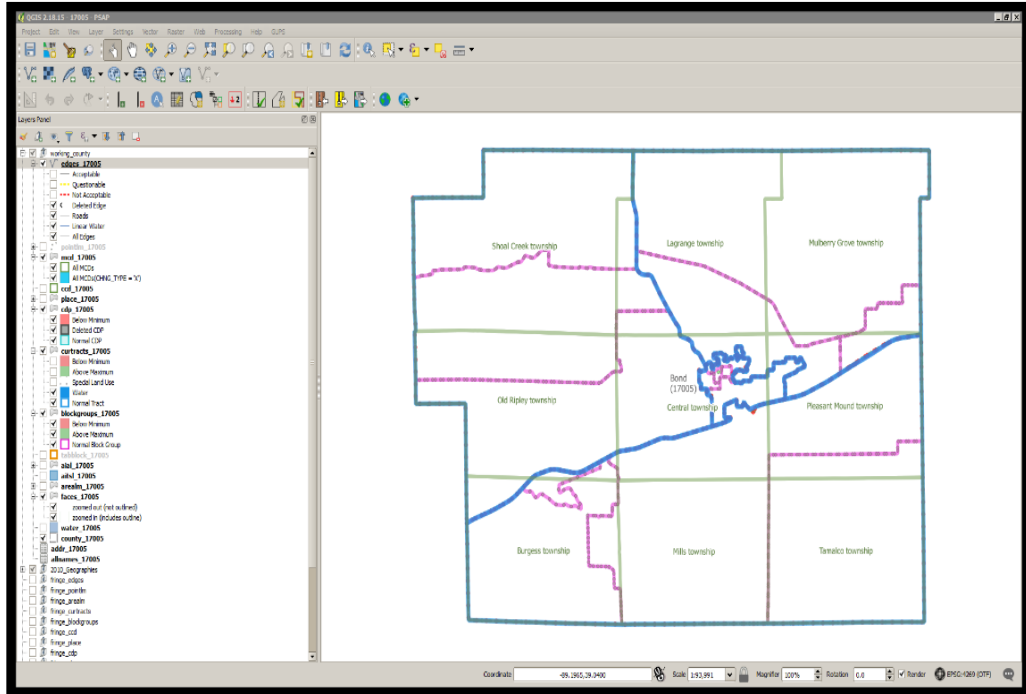 QGIS 2.18.15 - 17005 - PSAP
Project Edit View Layer Settings Vector Raster Web Processing Help GUPS
Layers Panel
working_county
edges_17005
Acceptable
Questionable
Not Acceptable
Deleted Edge
Roads
Linear Water
All Edges
pointlm_17005
mcd_17005
All MCDs
All MCDs(CHNG_TYPE = 'X')
ccd_17005
place_17005
cdp_17005
Below Minimum
Deleted CDP
Normal CDP
curtracts_17005
Below Minimum
Above Maximum
Special Land Use
Water
Normal Tract
blockgroups_17005
Below Minimum
Above Maximum
Normal Block Group
tabblock_17005
aial_17005
aitsl_17005
arealm_17005
faces_17005
zoomed out (not outlined)
zoomed in (includes outline)
water_17005
county_17005
addr_17005
allnames_17005
2010_Geographies
fringe_edges
fringe_pointlm
fringe_arealm
fringe_curtracts
fringe_blockgroups
fringe_ccd
fringe_place
fringe_cdp
Shoal Creek township
Lagrange township
Mulberry Grove township
Bond
(17005)
Old Ripley township
Central township
Pleasant Mound township
Burgess township
Mills township
Tamalco township
Coordinate -89.1965,39.0400 Scale 1:93,991 Magnifier 100% Rotation 0.0 Render EPSG:4269 (OTF)